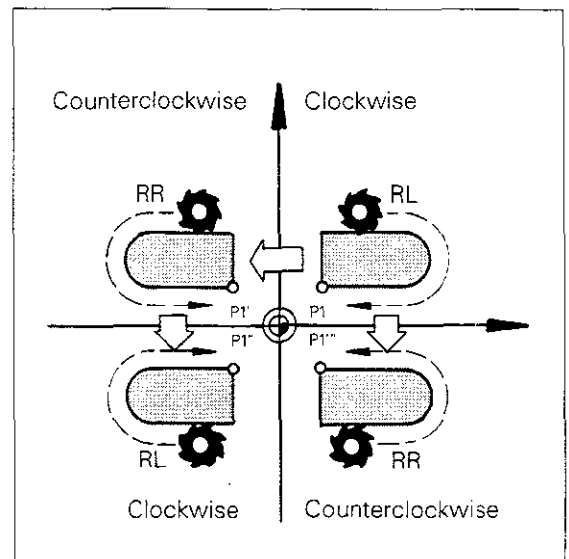 Counterclockwise Clockwise
RR RL
P1' P1
P1" P1'"
RL RR
Clockwise Counterclockwise